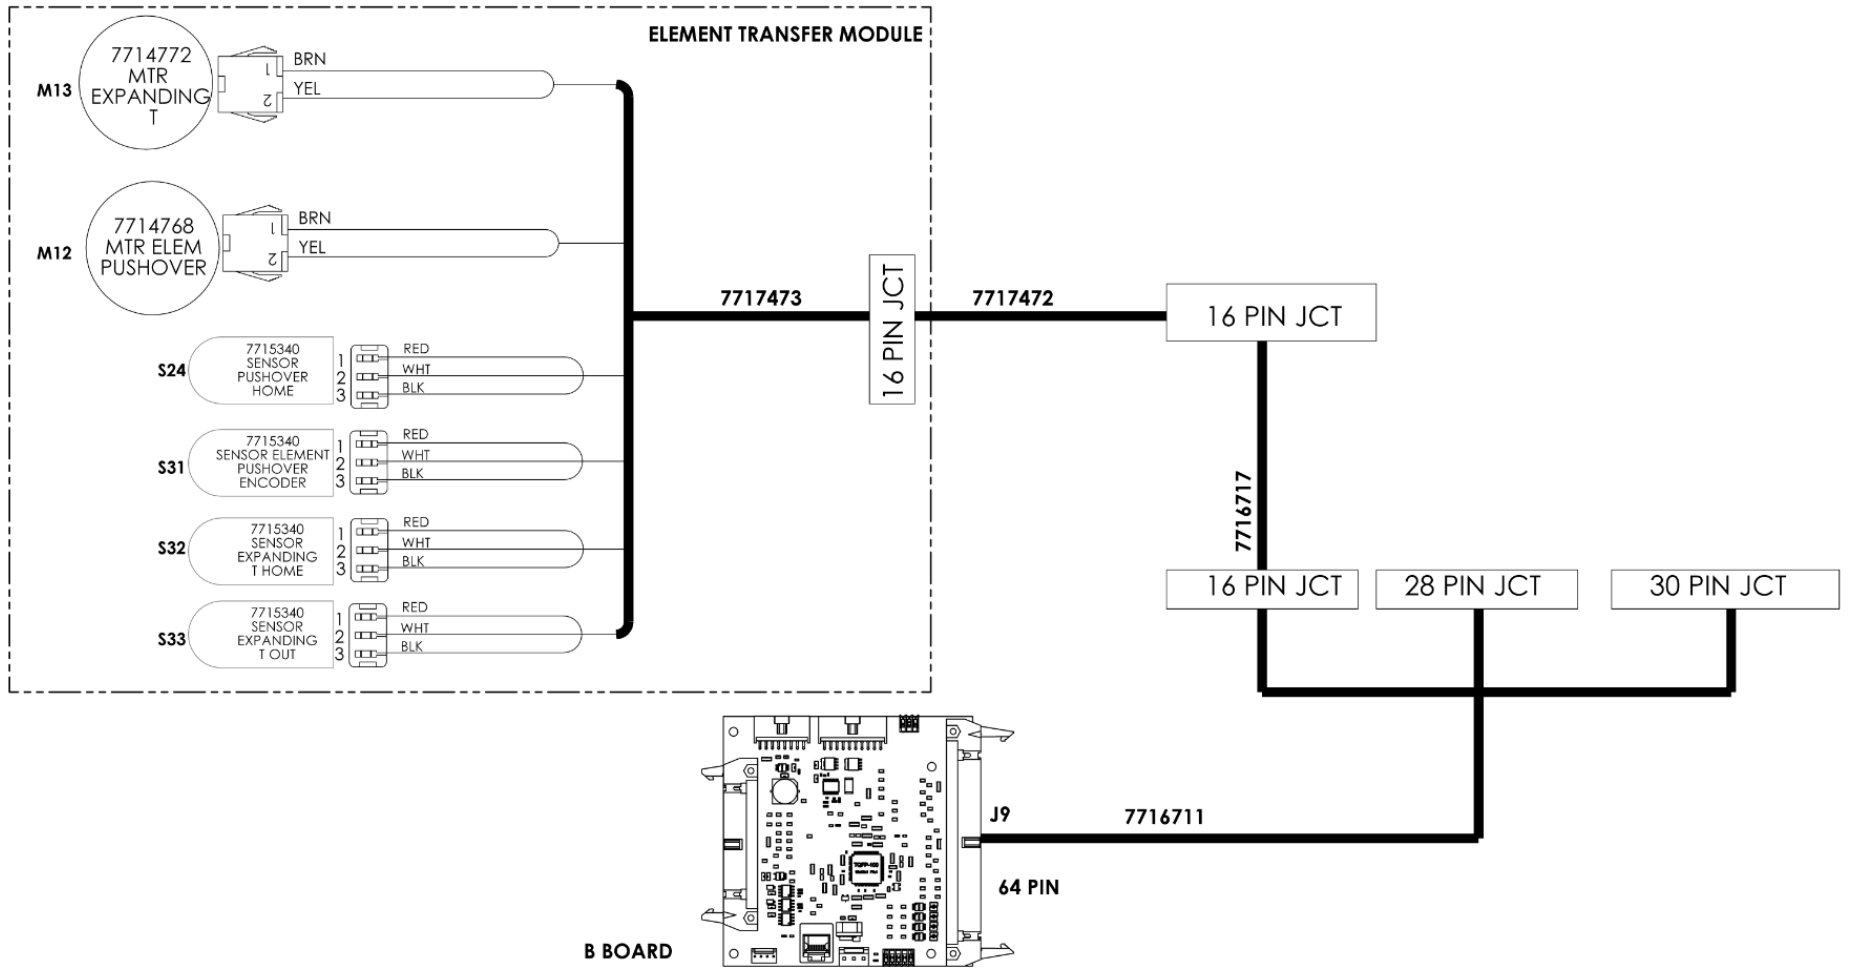 ELEMENT TRANSFER MODULE
M13
7714772
MTR
EXPANDING
T
1
2
BRN
YEL
M12
7714768
MTR ELEM
PUSHOVER
1
2
BRN
YEL
S24
7715340
SENSOR
PUSHOVER
HOME
1
2
3
RED
WHT
BLK
S31
7715340
SENSOR ELEMENT
PUSHOVER
ENCODER
1
2
3
RED
WHT
BLK
S32
7715340
SENSOR
EXPANDING
T HOME
1
2
3
RED
WHT
BLK
S33
7715340
SENSOR
EXPANDING
T OUT
1
2
3
RED
WHT
BLK
7717473
16 PIN JCT
7717472
16 PIN JCT
7716717
16 PIN JCT
28 PIN JCT
30 PIN JCT
J9
7716711
64 PIN
B BOARD